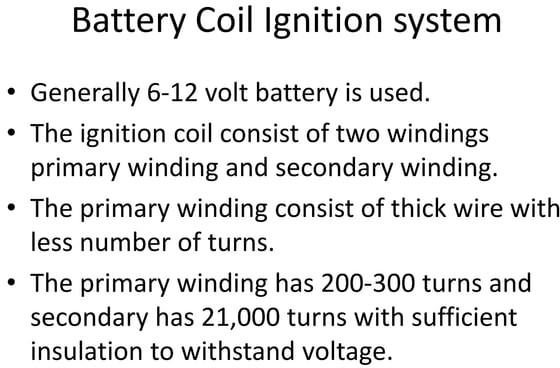 Battery Coil Ignition system
• Generally 6-12 volt battery is used.
• The ignition coil consist of two windings
primary winding and secondary winding.
• The primary winding consist of thick wire with
less number of turns.
• The primary winding has 200-300 turns and
secondary has 21,000 turns with sufficient
insulation to withstand voltage.